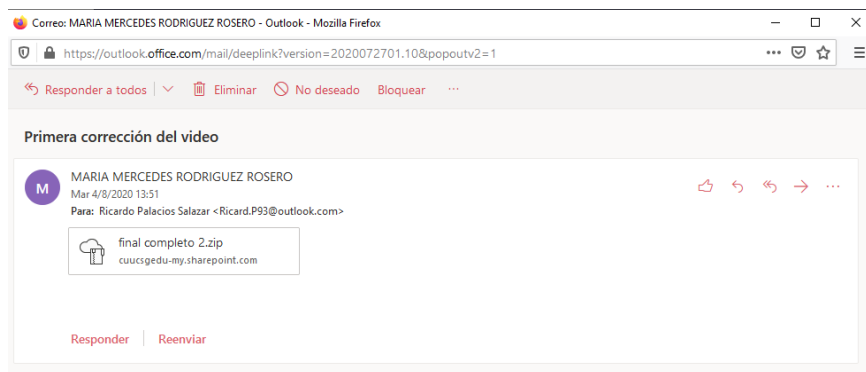 Correo: MARIA MERCEDES RODRIGUEZ ROSERO - Outlook - Mozilla Firefox
https://outlook.office.com/mail/deeplink?version=2020072701.10&popoutv2=1
Responder a todos Eliminar No deseado Bloquear ...
Primera corrección del video
M
MARIA MERCEDES RODRIGUEZ ROSERO
Mar 4/8/2020 13:51
Para: Ricardo Palacios Salazar <Ricard.P93@outlook.com>
final completo 2.zip
cuucsgedu-my.sharepoint.com
Responder Reenviar